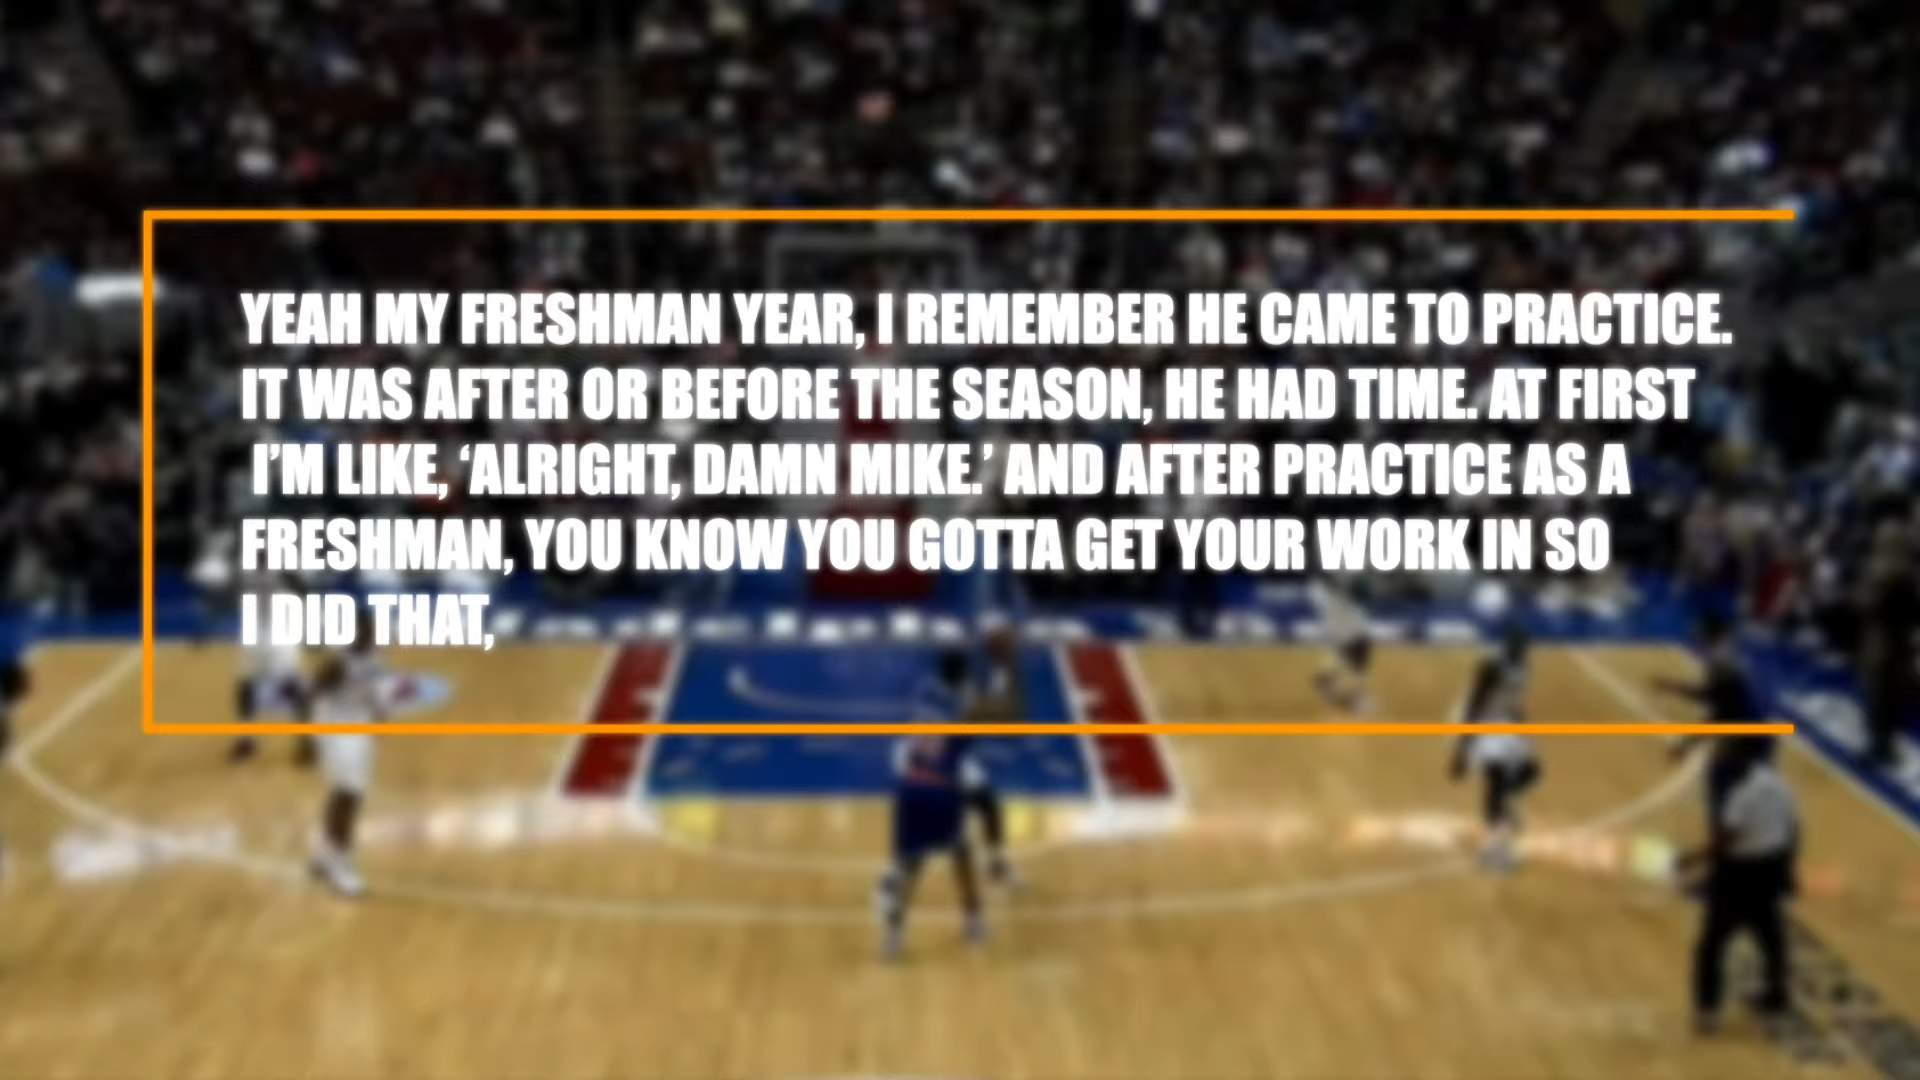 YEAH MY FRESHMAN YEAR, I REMEMBER HE CAME TO PRACTICE.
IT WAS AFTER OR BEFORE THE SEASON, HE HAD TIME. AT FIRST
I’M LIKE, ‘ALRIGHT, DAMN MIKE.’ AND AFTER PRACTICE AS A
FRESHMAN, YOU KNOW YOU GOTTA GET YOUR WORK IN SO
I DID THAT,